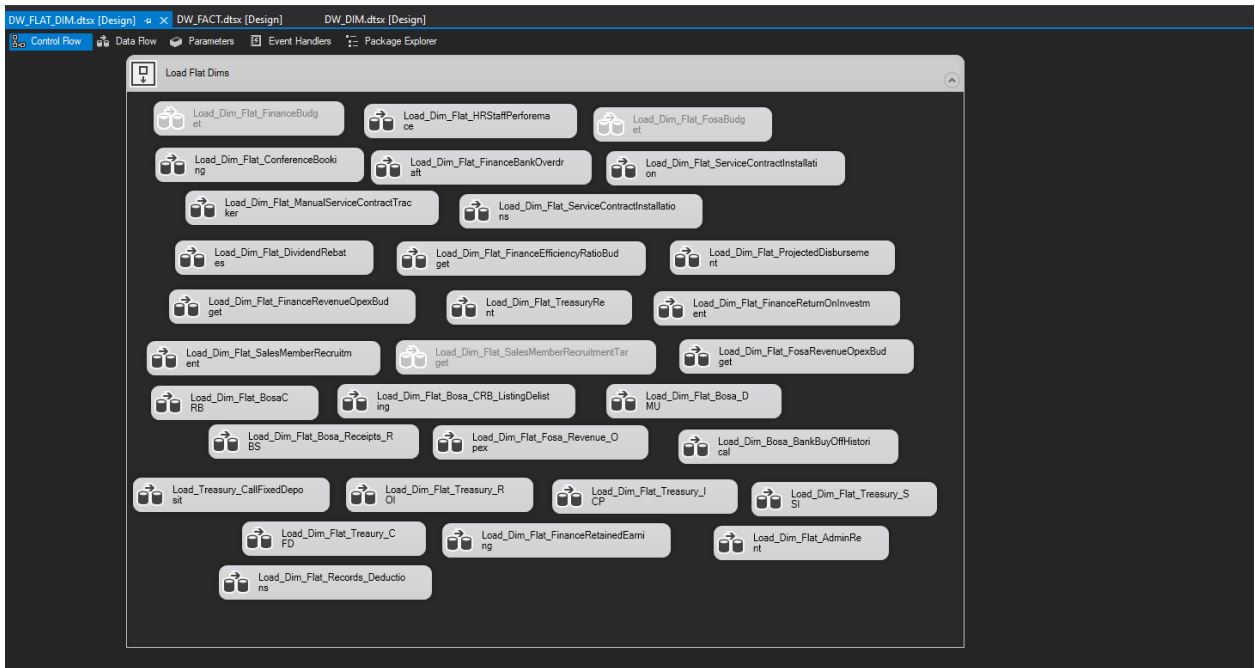 DW_FLAT_DIM.dtsx [Design]
DW_FACT.dtsx [Design]
DW_DIM.dtsx [Design]
Control Flow
Data Flow
Parameters
Event Handlers
Package Explorer
Load Flat Dims
Load_Dim_Flat_FinanceBudg
et
Load_Dim_Flat_HRStaffPerforema
ce
Load_Dim_Flat_FosaBudg
et
Load_Dim_Flat_ConferenceBooki
ng
Load_Dim_Flat_FinanceBankOverdr
aft
Load_Dim_Flat_ServiceContractInstallati
on
Load_Dim_Flat_ManualServiceContractTrac
ker
Load_Dim_Flat_ServiceContractInstallatio
ns
Load_Dim_Flat_DividendRebat
es
Load_Dim_Flat_FinanceEfficiencyRatioBud
get
Load_Dim_Flat_ProjectedDisburseme
nt
Load_Dim_Flat_FinanceRevenueOpexBud
get
Load_Dim_Flat_TreasuryRe
nt
Load_Dim_Flat_FinanceReturnOnInvestm
ent
Load_Dim_Flat_SalesMemberRecruitm
ent
Load_Dim_Flat_SalesMemberRecruitmentTar
get
Load_Dim_Flat_FosaRevenueOpexBud
get
Load_Dim_Flat_BosaC
RB
Load_Dim_Flat_Bosa_CRB_ListingDelist
ing
Load_Dim_Flat_Bosa_D
MU
Load_Dim_Flat_Bosa_Receipts_R
BS
Load_Dim_Flat_Fosa_Revenue_O
pex
Load_Dim_Bosa_BankBuyOffHistori
cal
Load_Treasury_CallFixedDepo
sit
Load_Dim_Flat_Treasury_R
OI
Load_Dim_Flat_Treasury_I
CP
Load_Dim_Flat_Treasury_S
SI
Load_Dim_Flat_Treaury_C
FD
Load_Dim_Flat_FinanceRetainedEarni
ng
Load_Dim_Flat_AdminRe
nt
Load_Dim_Flat_Records_Deductio
ns